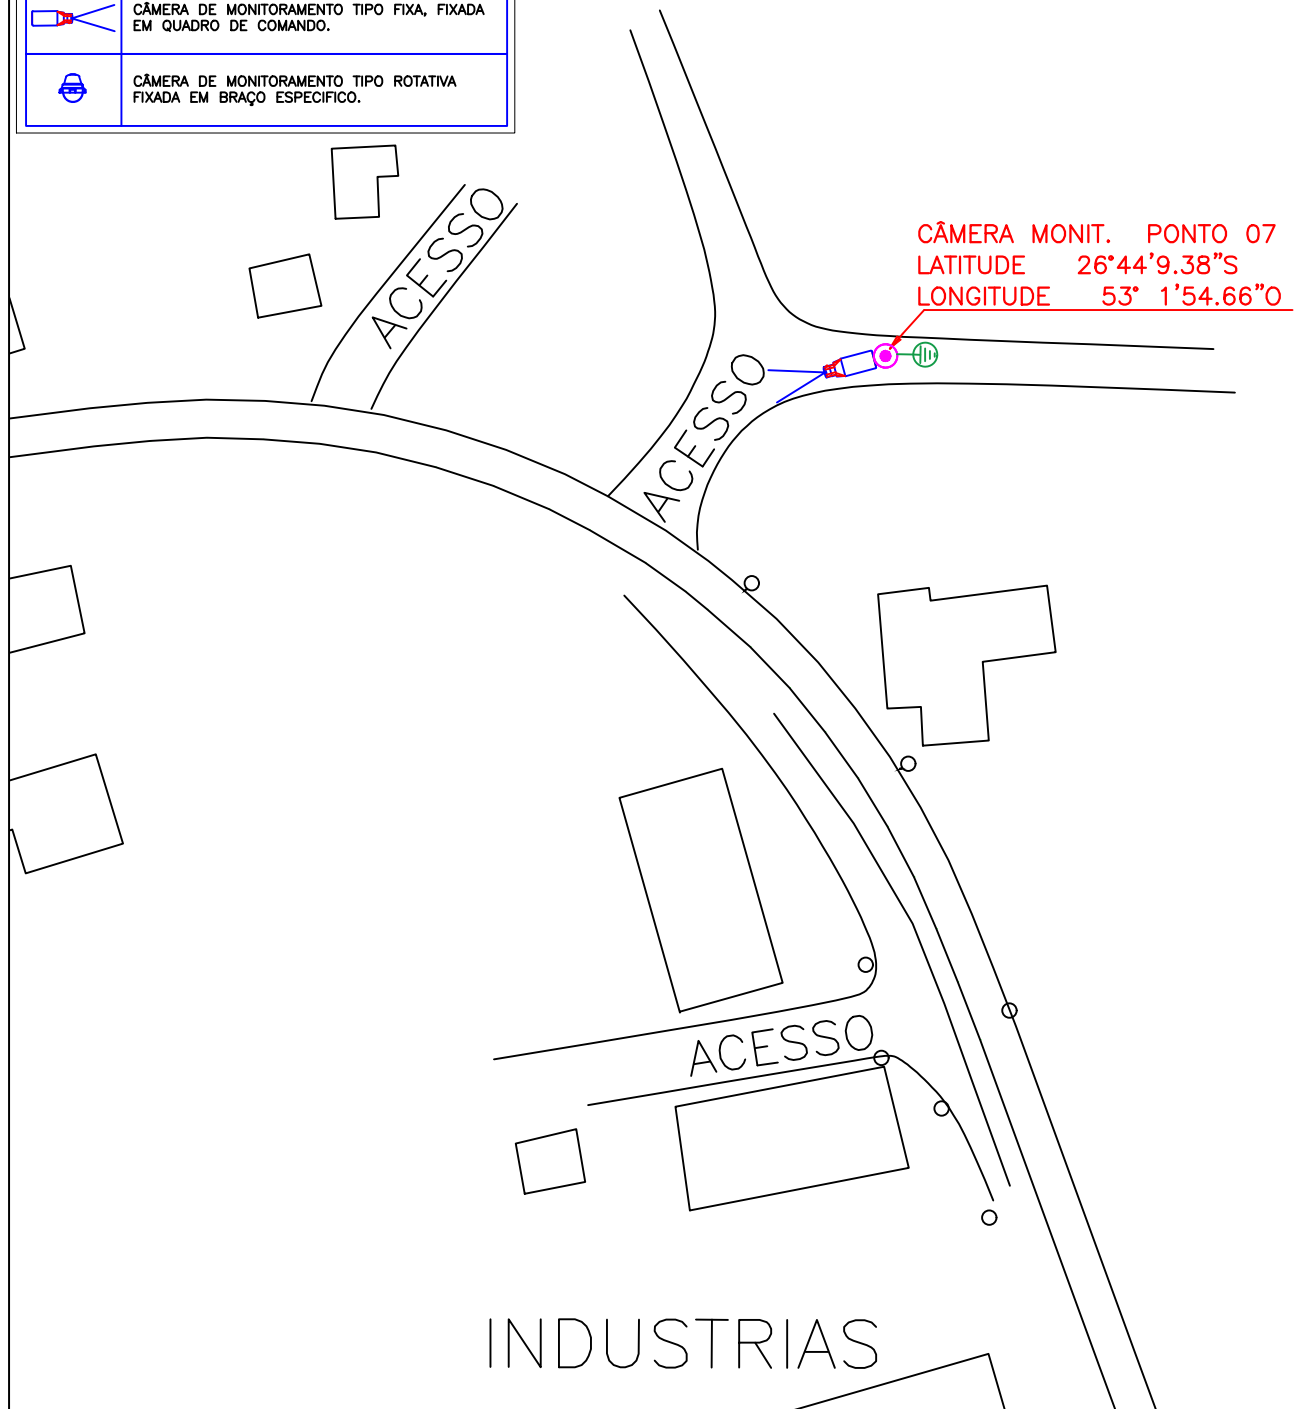 CÂMERA DE MONITORAMENTO TIPO FIXA, FIXADA
EM QUADRO DE COMANDO.
CÂMERA DE MONITORAMENTO TIPO ROTATIVA
FIXADA EM BRAÇO ESPECIFICO.
ACESSO
CÂMERA MONIT. PONTO 07
LATITUDE 26°44'9.38"S
LONGITUDE 53° 1'54.66"O
ACESSO
ACESSO
INDUSTRIAS